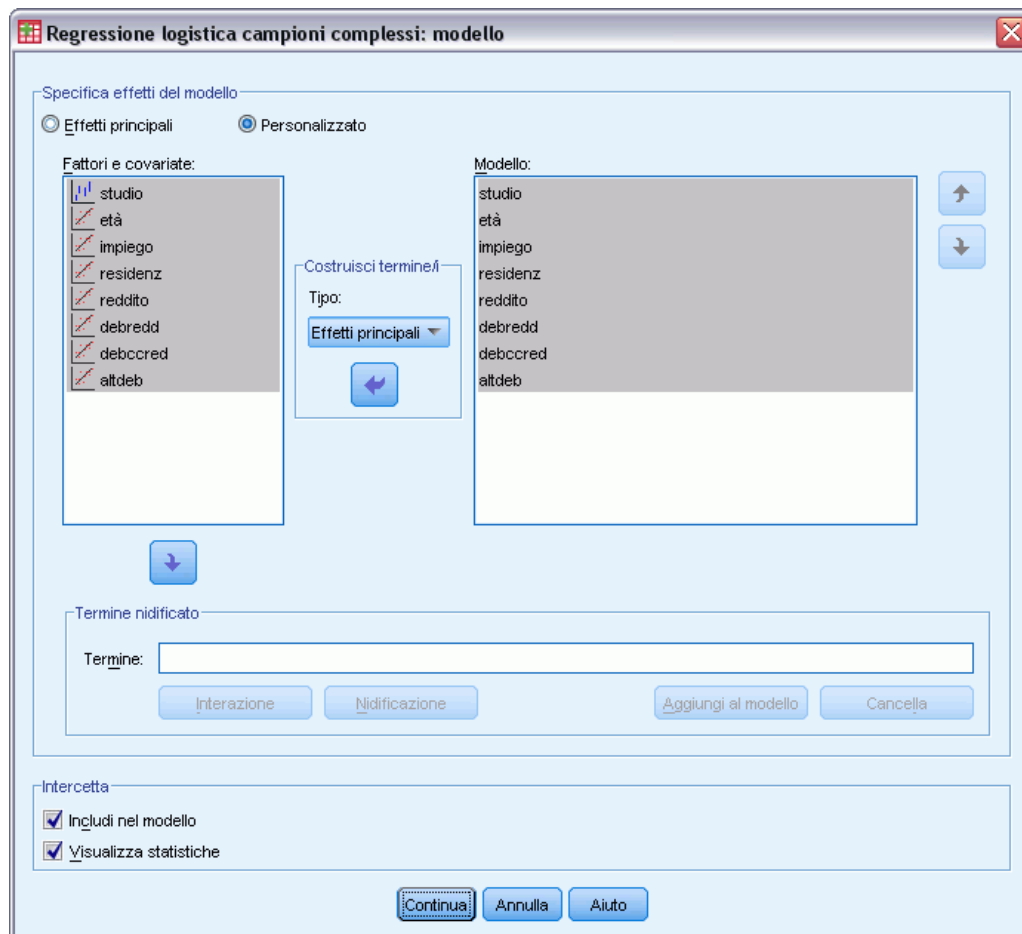 Regressione logistica campioni complessi: modello
Specifica effetti del modello
Effetti principali
Personalizzato
Fattori e covariate:
studio
età
impiego
residenz
reddito
debredd
debccred
altdeb
Costruisci termine/i
Tipo:
Effetti principali
Modello:
studio
età
impiego
residenz
reddito
debredd
debccred
altdeb
Termine nidificato
Termine:
Interazione
Nidificazione
Aggiungi al modello
Cancella
Intercetta
Includi nel modello
Visualizza statistiche
Continua
Annulla
Aiuto